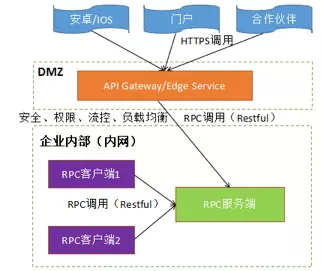 安卓/IOS
门户
合作伙伴
HTTPS调用
DMZ
API Gateway/Edge Service
安全、权限、流控、负载均衡
RPC调用（Restful）
企业内部（内网）
RPC客户端1
RPC调用（Restful）
RPC服务端
RPC客户端2